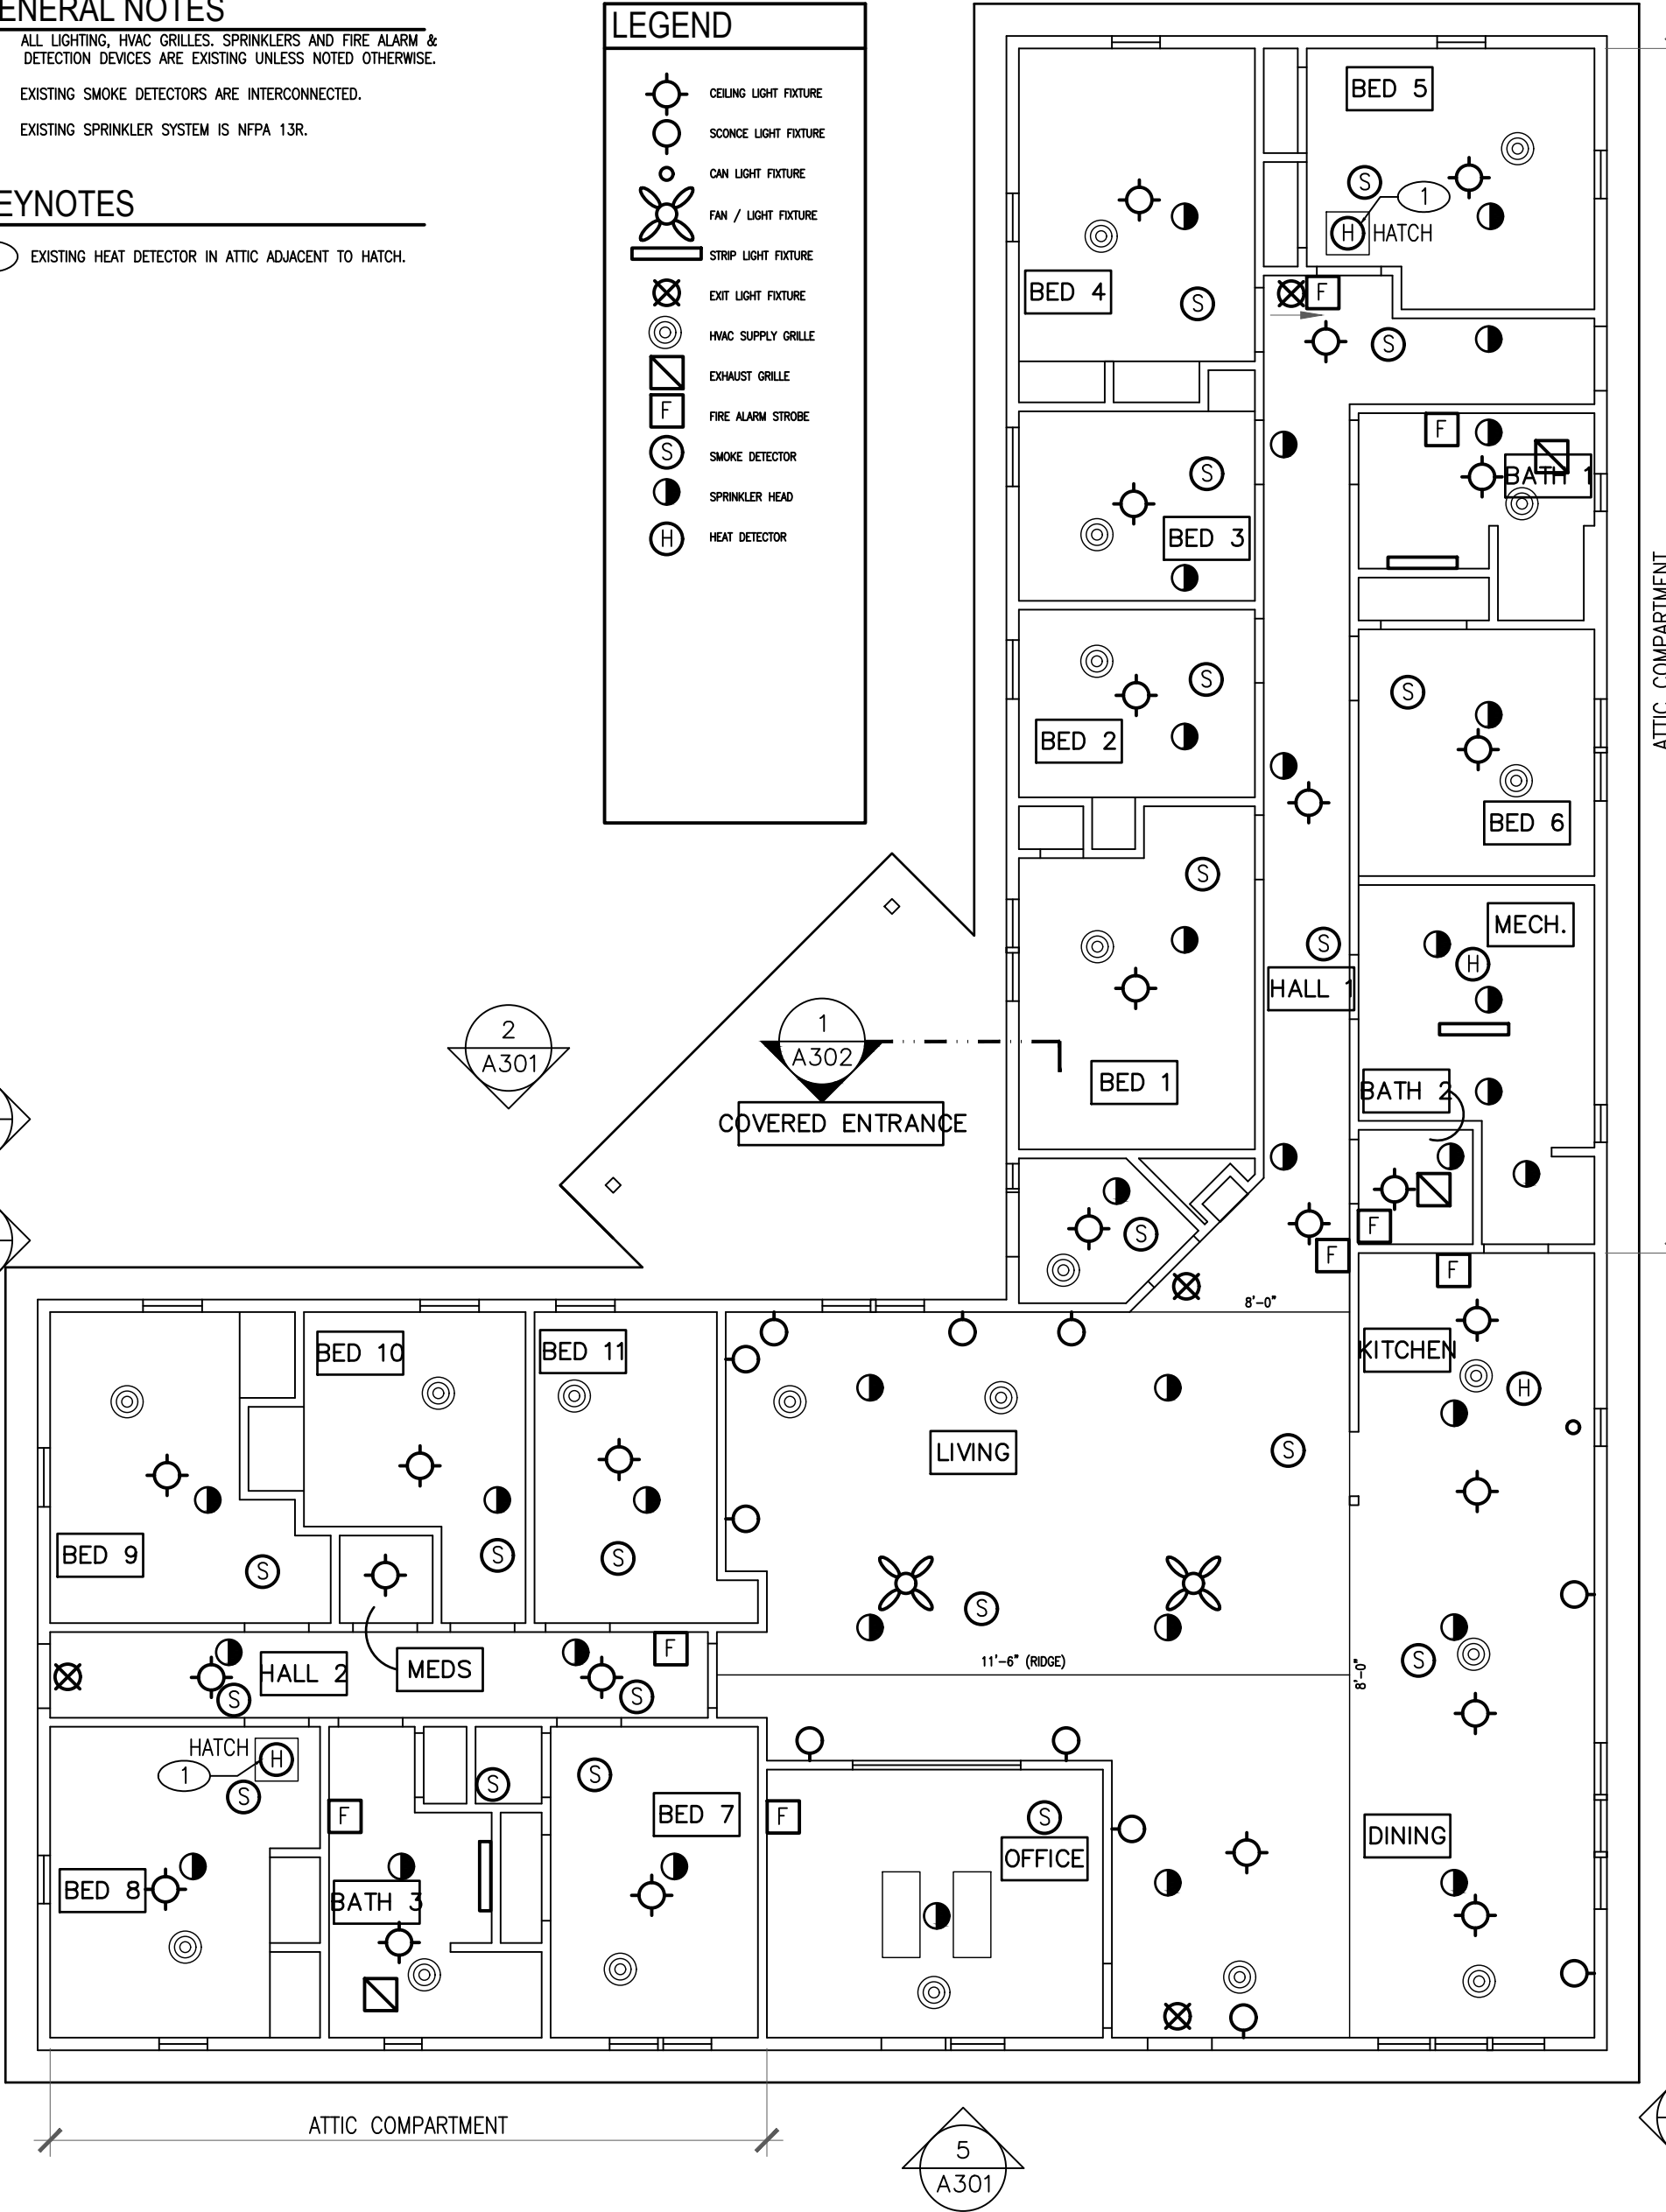 ENERAL NOTES
ALL LIGHTING, HVAC GRILLES. SPRINKLERS AND FIRE ALARM &
DETECTION DEVICES ARE EXISTING UNLESS NOTED OTHERWISE.
EXISTING SMOKE DETECTORS ARE INTERCONNECTED.
EXISTING SPRINKLER SYSTEM IS NFPA 13R.
EYNOTES
EXISTING HEAT DETECTOR IN ATTIC ADJACENT TO HATCH.
LEGEND
CEILING LIGHT FIXTURE
SCONCE LIGHT FIXTURE
CAN LIGHT FIXTURE
FAN / LIGHT FIXTURE
STRIP LIGHT FIXTURE
EXIT LIGHT FIXTURE
HVAC SUPPLY GRILLE
EXHAUST GRILLE
F FIRE ALARM STROBE
S SMOKE DETECTOR
SPRINKLER HEAD
H HEAT DETECTOR
BED 5
S
1
H HATCH
BED 4
S
F
S
F
BATH 1
S
BED 3
S
BED 2
S
BED 6
S
MECH.
H
S
HALL 1
BED 1
BATH 2
2
A301
1
A302
COVERED ENTRANCE
S
F
F
F
8'-0"
KITCHEN
H
BED 10
BED 11
LIVING
S
BED 9
S
S
S
S
11'-6" (RIDGE)
8'-0"
S
F
HALL 2
MEDS
S
S
HATCH
H
1
S
S
S
F
BED 7
F
S
OFFICE
DINING
BED 8
BATH 3
ATTIC COMPARTMENT
ATTIC COMPARTMENT
5
A301